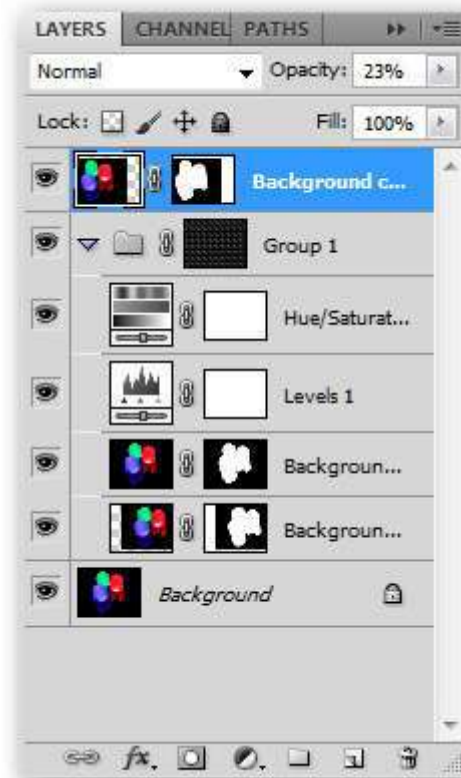 LAYERS CHANNEL PATHS
Normal Opacity: 23%
Lock: Fill: 100%
Background c...
Group 1
Hue/Saturat...
Levels 1
Backgroun...
Backgroun...
Background
fx.